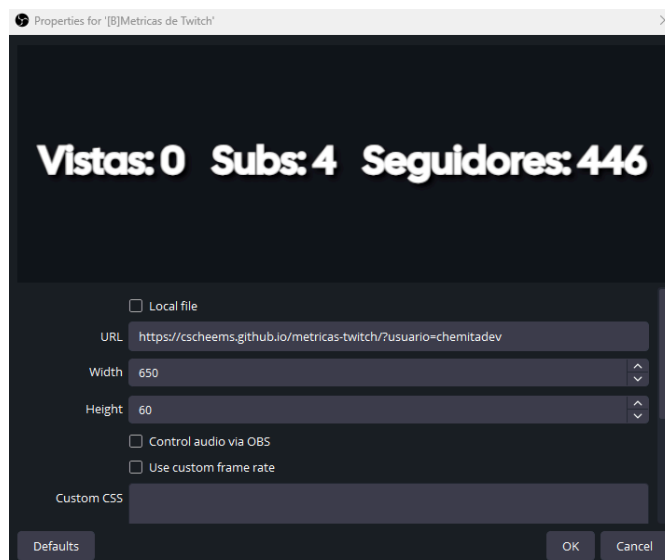 Properties for '[B]Metricas de Twitch'
Vistas: 0 Subs: 4 Seguidores: 446
Local file
URL https://cscheems.github.io/metricas-twitch/?usuario=chemitadev
Width 650
Height 60
Control audio via OBS
Use custom frame rate
Custom CSS
Defaults OK Cancel